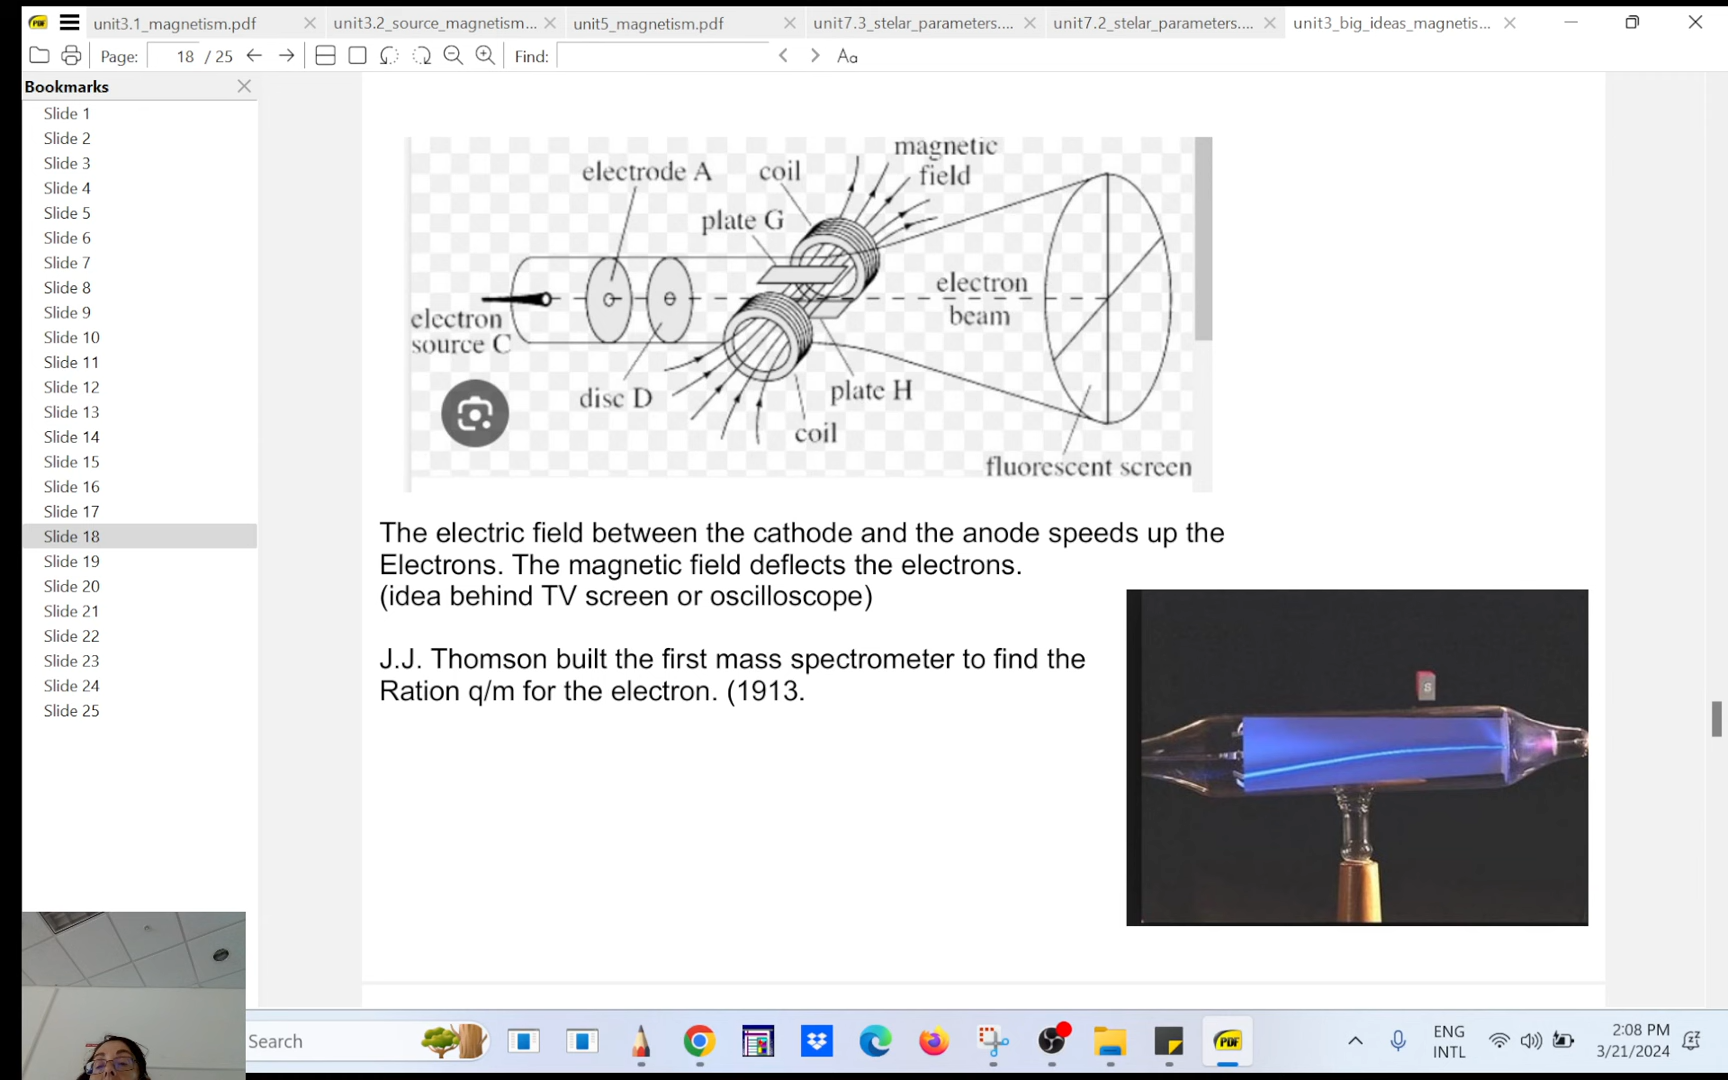 unit3.1_magnetism.pdf
unit3.2_source_magnetism...
unit5_magnetism.pdf
unit7.3_stelar_parameters....
unit7.2_stelar_parameters....
unit3_big_ideas_magnetis...
Page: 18 / 25
Find:
Aa
Bookmarks
Slide 1
Slide 2
Slide 3
Slide 4
Slide 5
Slide 6
Slide 7
Slide 8
Slide 9
Slide 10
Slide 11
Slide 12
Slide 13
Slide 14
Slide 15
Slide 16
Slide 17
Slide 18
Slide 19
Slide 20
Slide 21
Slide 22
Slide 23
Slide 24
Slide 25
magnetic
field
electrode A
coil
plate G
electron
beam
electron
source C
disc D
plate H
coil
fluorescent screen
The electric field between the cathode and the anode speeds up the
Electrons. The magnetic field deflects the electrons.
(idea behind TV screen or oscilloscope)
J.J. Thomson built the first mass spectrometer to find the
Ration q/m for the electron. (1913.
S
Search
PDF
ENG
INTL
2:08 PM
3/21/2024